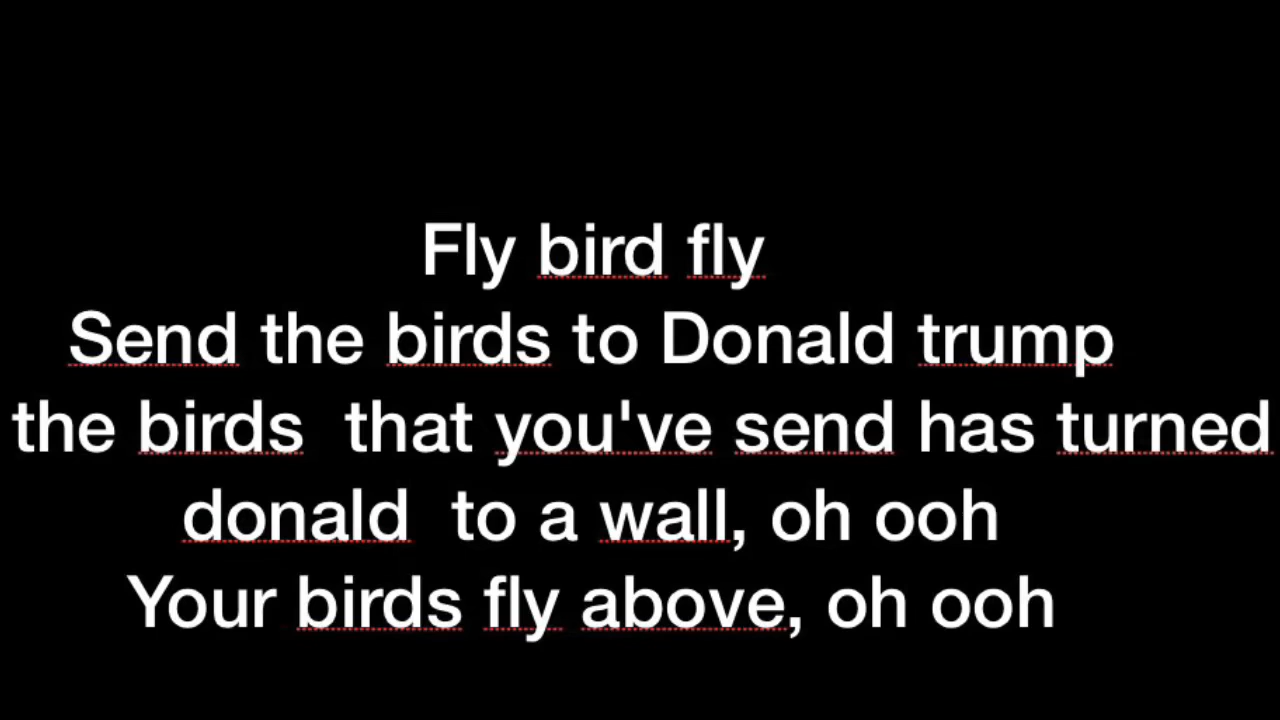 Fly bird fly
Send the birds to Donald trump
the birds  that you've send has turned
donald  to a wall, oh ooh
Your birds fly above, oh ooh